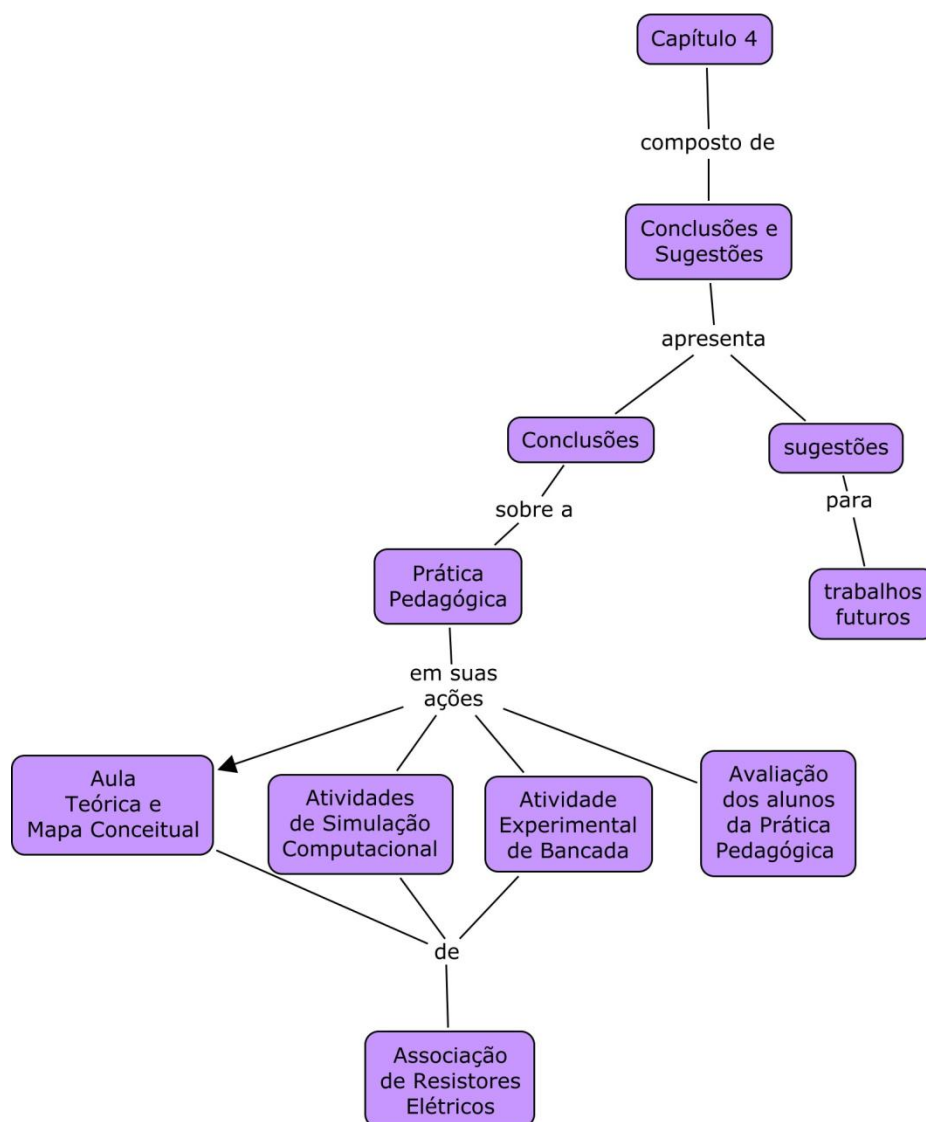 Capítulo 4
composto de
Conclusões e
Sugestões
apresenta
Conclusões
sugestões
sobre a
para
Prática
Pedagógica
trabalhos
futuros
em suas
ações
Aula
Teórica e
Mapa Conceitual
Atividades
de Simulação
Computacional
Atividade
Experimental
de Bancada
Avaliação
dos alunos
da Prática
Pedagógica
de
Associação
de Resistores
Elétricos